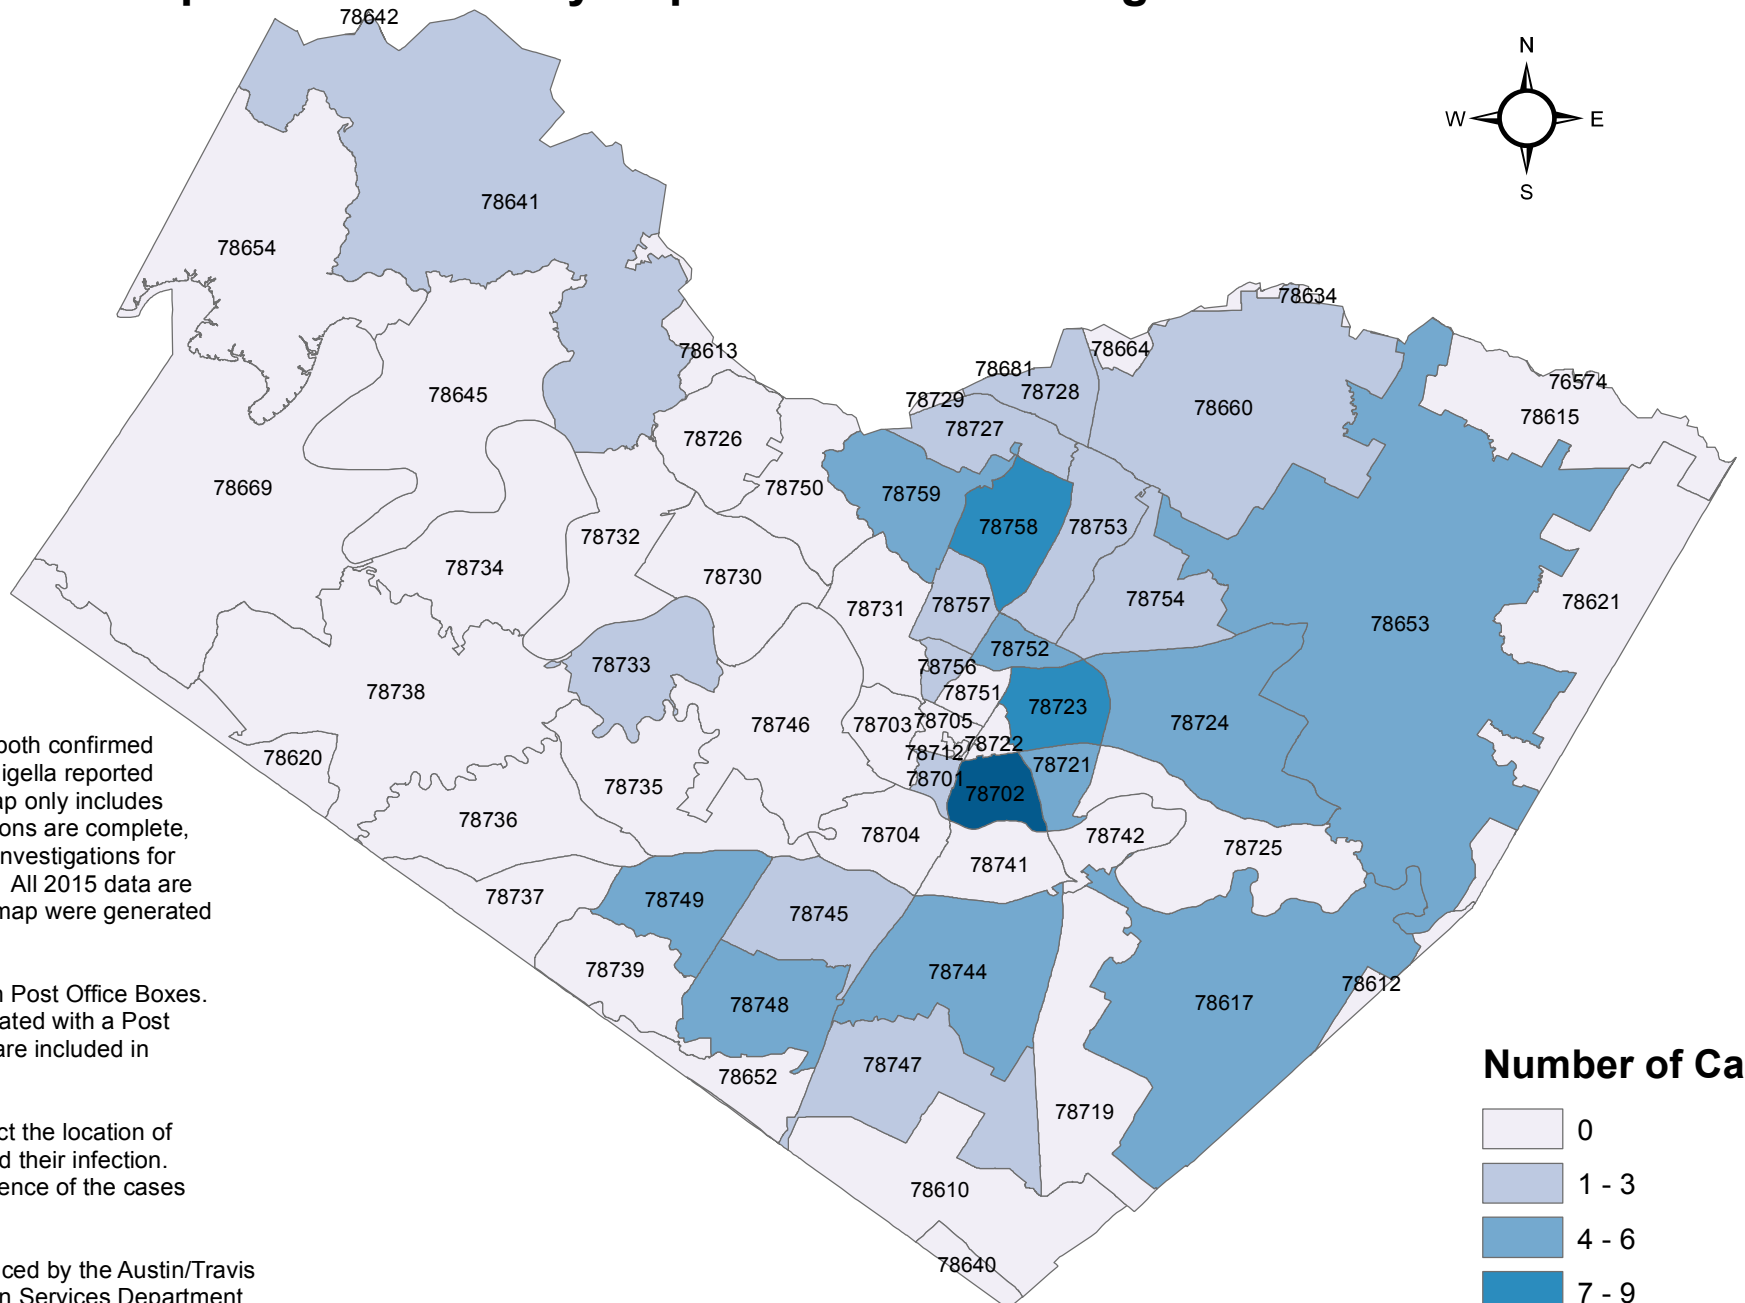 78642
N
W E
S
78641
78654
78634
78613
78664
78681
76574
78645
78729
78728
78660
78615
78727
78726
78669
78750
78759
78758
78753
78732
78734
78730
78757
78754
78731
78621
78653
78752
78733
78756
78738
78751
78723
78746
78703
78705
78724
78722
78712
78620
78721
78701
78735
78702
78736
78704
78742
78741
78725
78737
78749
78745
78739
78744
78612
78748
78617
78747
78652
78719
78610
78640
both confirmed
igella reported
ap only includes
ons are complete,
nvestigations for
All 2015 data are
map were generated
n Post Office Boxes.
ated with a Post
are included in
ct the location of
d their infection.
ence of the cases
ced by the Austin/Travis
n Services Department
Number of Ca
0
1 - 3
4 - 6
7 - 9